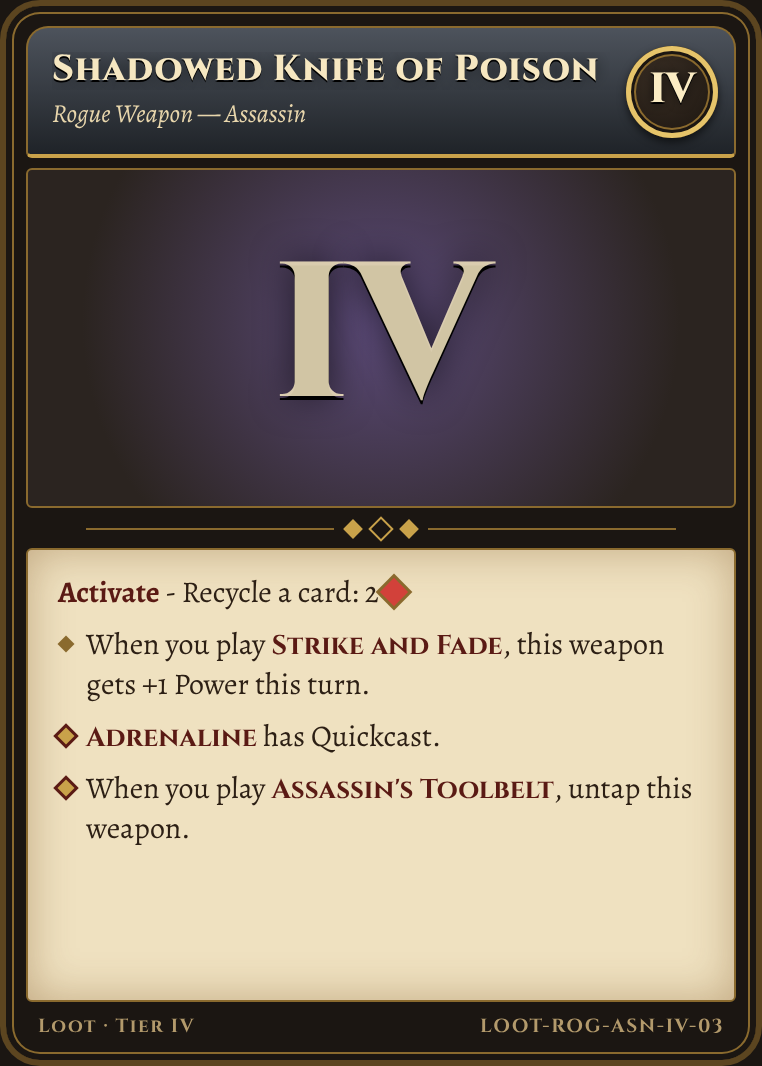 Shadowed Knife of Poison
Rogue Weapon — Assassin
IV
IV
Activate - Recycle a card: 2
When you play Strike and Fade, this weapon
gets +1 Power this turn.
Adrenaline has Quickcast.
When you play Assassin's Toolbelt, untap this
weapon.
Loot · Tier IV
LOOT-ROG-ASN-IV-03